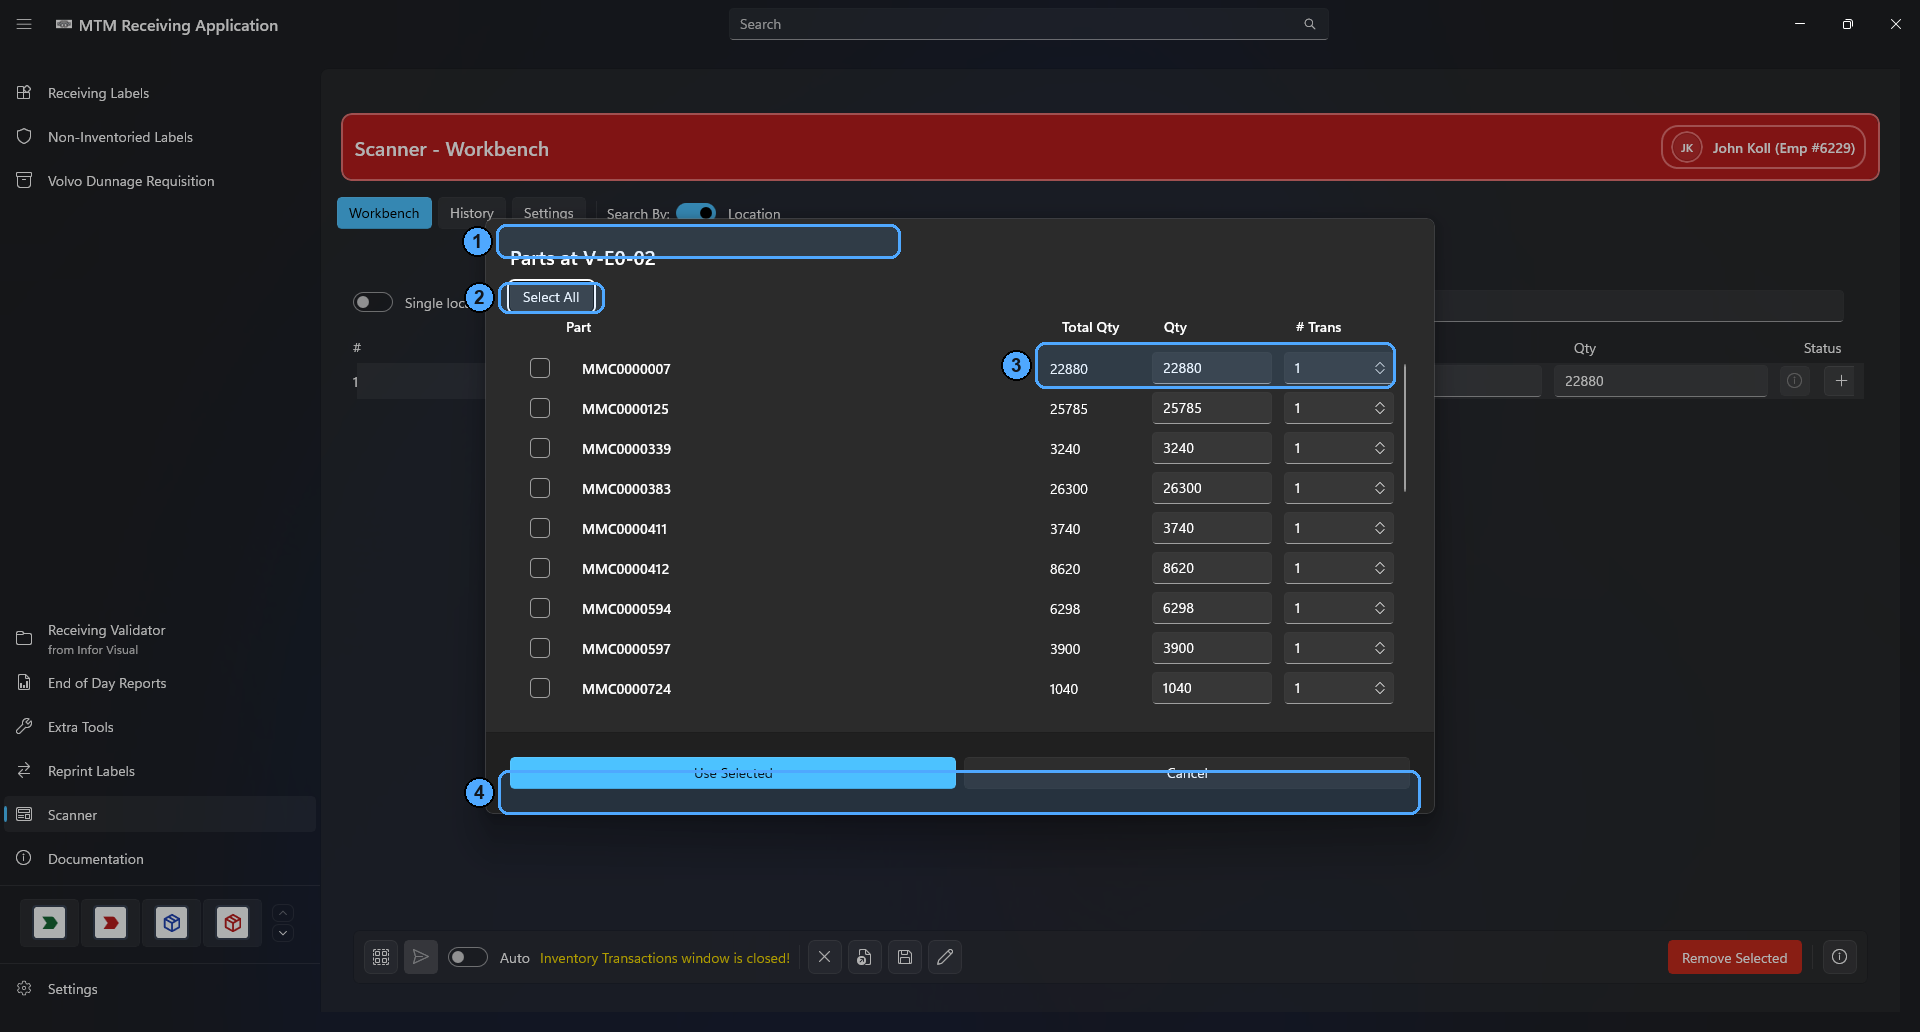 MTM Receiving Application
Search
Receiving Labels
Non-Inventoried Labels
Volvo Dunnage Requisition
Scanner - Workbench
JK
John Koll (Emp #6229)
Workbench
History
Settings
Search By:
Location
1
Parts at V-E0-02
2
Select All
Single loc
Part
Total Qty
Qty
# Trans
#
Qty
Status
3
MMC0000007
22880
22880
1
1
22880
MMC0000125
25785
25785
1
MMC0000339
3240
3240
1
MMC0000383
26300
26300
1
MMC0000411
3740
3740
1
MMC0000412
8620
8620
1
MMC0000594
6298
6298
1
MMC0000597
3900
3900
1
MMC0000724
1040
1040
1
4
Use Selected
Cancel
Receiving Validator
from Infor Visual
End of Day Reports
Extra Tools
Reprint Labels
Scanner
Documentation
Settings
Auto
Inventory Transactions window is closed!
Remove Selected